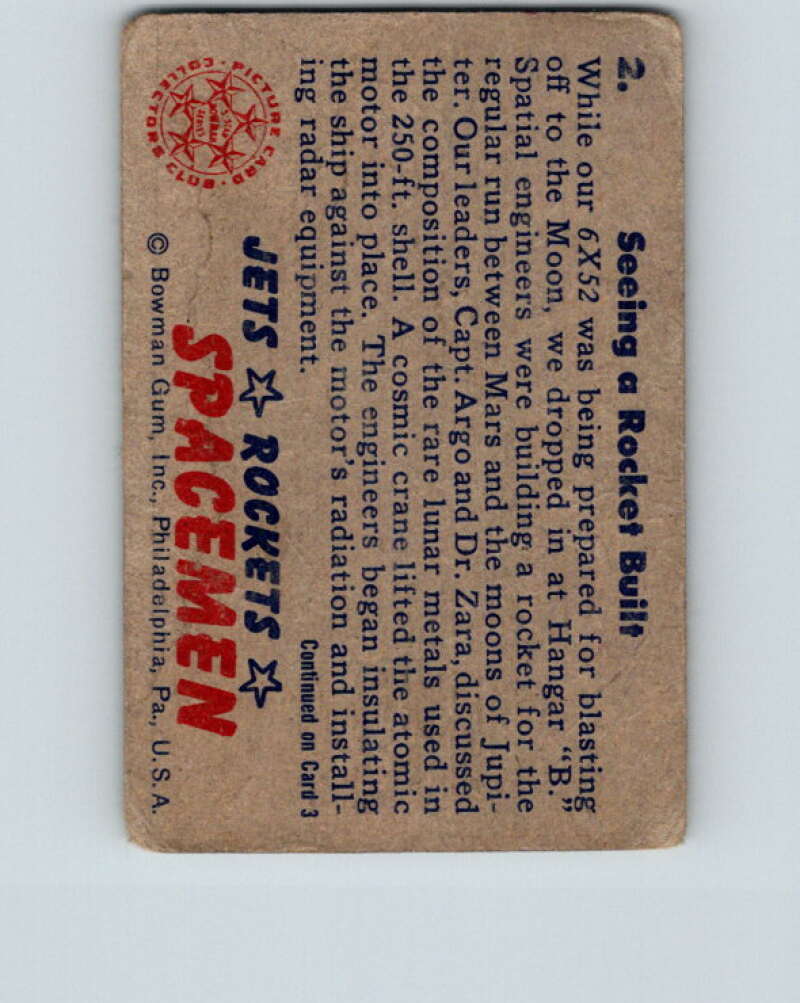 2. Seeing a Rocket Built
While our 6X52 was being prepared for blasting
off to the Moon, we dropped in at Hangar “B.”
Spatial engineers were building a rocket for the
regular run between Mars and the moons of Jupi-
ter. Our leaders, Capt. Argo and Dr. Zara, discussed
the composition of the rare lunar metals used in
the 250-ft. shell. A cosmic crane lifted the atomic
motor into place. The engineers began insulating
the ship against the motor's radiation and install-
ing radar equipment.
Continued on Card 3
JETS ☆ ROCKETS ☆
SPACEMEN
PICTURE CARD
COLLECTORS CLUB
© Bowman Gum, Inc., Philadelphia, Pa., U.S.A.